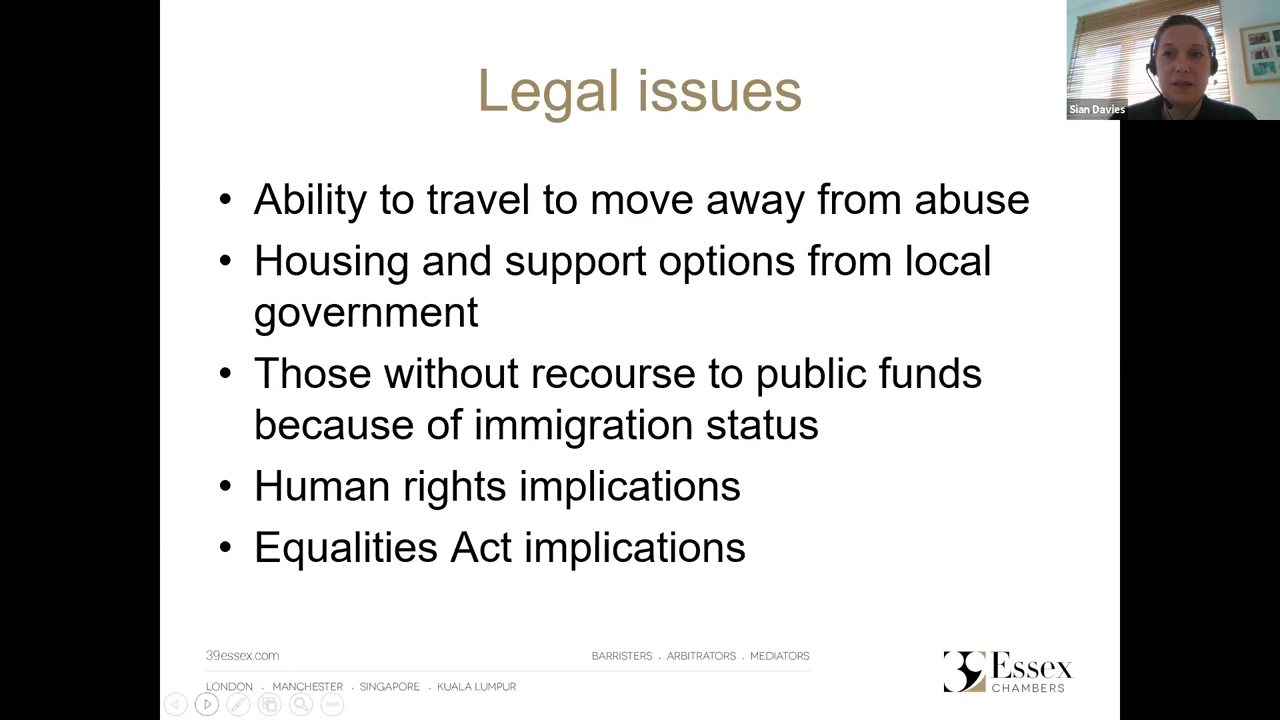 Legal issues
Sian Davies
• Ability to travel to move away from abuse
• Housing and support options from local
government
• Those without recourse to public funds
because of immigration status
• Human rights implications
• Equalities Act implications
39essex.com
BARRISTERS . ARBITRATORS . MEDIATORS
LONDON . MANCHESTER . SINGAPORE . KUALA LUMPUR
39 Essex
CHAMBERS